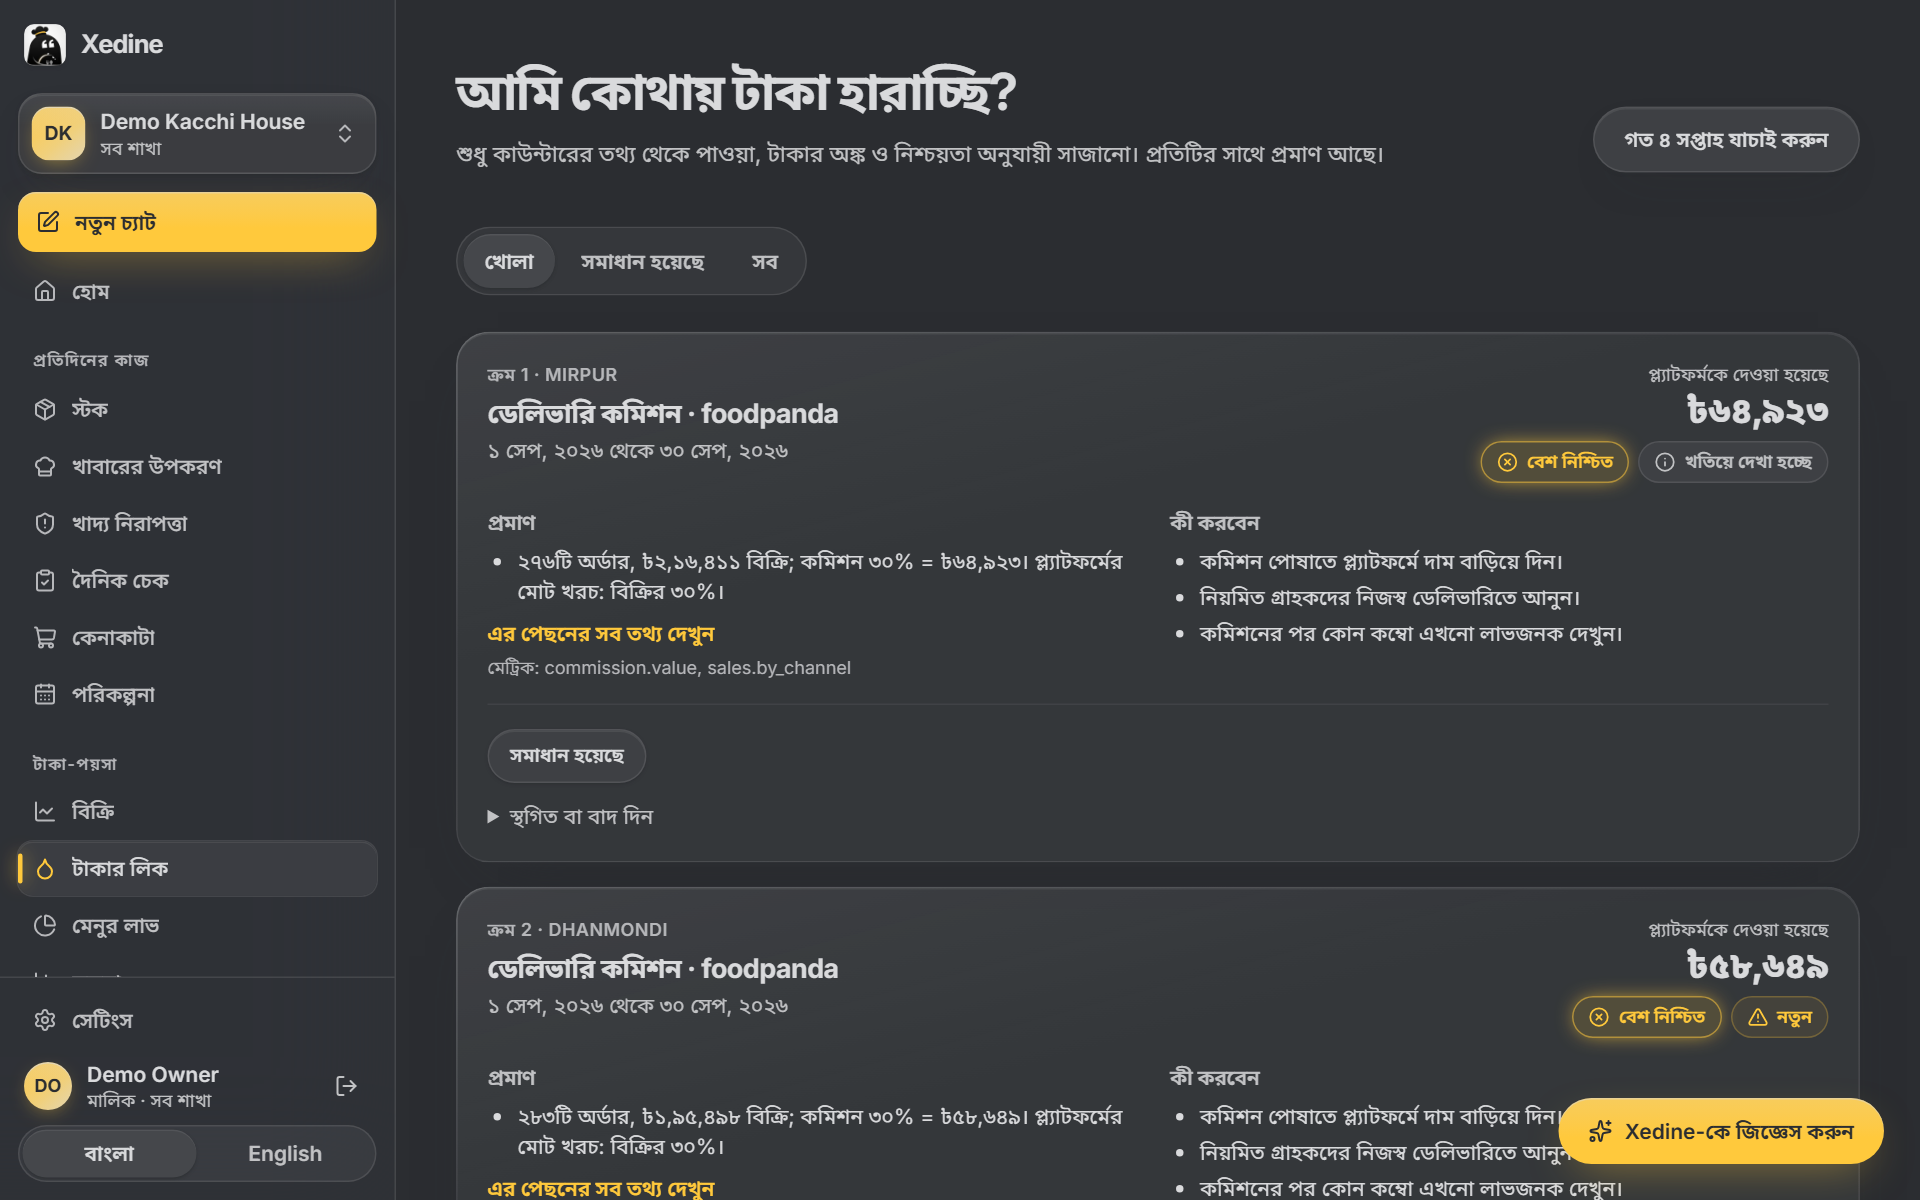 Xedine
DK
Demo Kacchi House
সব শাখা
নতুন চ্যাট
হোম
প্রতিদিনের কাজ
স্টক
খাবারের উপকরণ
খাদ্য নিরাপত্তা
দৈনিক চেক
কেনাকাটা
পরিকল্পনা
টাকা-পয়সা
বিক্রি
টাকার লিক
মেনুর লাভ
সেটিংস
DO
Demo Owner
মালিক · সব শাখা
বাংলা
English
আমি কোথায় টাকা হারাচ্ছি?
শুধু কাউন্টারের তথ্য থেকে পাওয়া, টাকার অঙ্ক ও নিশ্চয়তা অনুযায়ী সাজানো। প্রতিটির সাথে প্রমাণ আছে।
গত ৪ সপ্তাহ যাচাই করুন
খোলা
সমাধান হয়েছে
সব
ক্রম 1 · MIRPUR
ডেলিভারি কমিশন · foodpanda
১ সেপ, ২০২৬ থেকে ৩০ সেপ, ২০২৬
প্ল্যাটফর্মকে দেওয়া হয়েছে
৳৬৪,৯২৩
বেশ নিশ্চিত
খতিয়ে দেখা হচ্ছে
প্রমাণ
২৭৬টি অর্ডার, ৳২,১৬,৪১১ বিক্রি; কমিশন ৩০% = ৳৬৪,৯২৩। প্ল্যাটফর্মের
মোট খরচ: বিক্রির ৩০%।
এর পেছনের সব তথ্য দেখুন
মেট্রিক: commission.value, sales.by_channel
কী করবেন
কমিশন পোষাতে প্ল্যাটফর্মে দাম বাড়িয়ে দিন।
নিয়মিত গ্রাহকদের নিজস্ব ডেলিভারিতে আনুন।
কমিশনের পর কোন কম্বো এখনো লাভজনক দেখুন।
সমাধান হয়েছে
স্থগিত বা বাদ দিন
ক্রম 2 · DHANMONDI
ডেলিভারি কমিশন · foodpanda
১ সেপ, ২০২৬ থেকে ৩০ সেপ, ২০২৬
প্ল্যাটফর্মকে দেওয়া হয়েছে
৳৫৮,৬৪৯
বেশ নিশ্চিত
নতুন
প্রমাণ
২৮৩টি অর্ডার, ৳১,৯৫,৪৯৮ বিক্রি; কমিশন ৩০% = ৳৫৮,৬৪৯। প্ল্যাটফর্মের
মোট খরচ: বিক্রির ৩০%।
এর পেছনের সব তথ্য দেখুন
কী করবেন
কমিশন পোষাতে প্ল্যাটফর্মে দাম বাড়িয়ে দিন।
নিয়মিত গ্রাহকদের নিজস্ব ডেলিভারিতে
কমিশনের পর কোন কম্বো এখনো লাভজনক দেখুন।
Xedine-কে জিজ্ঞেস করুন